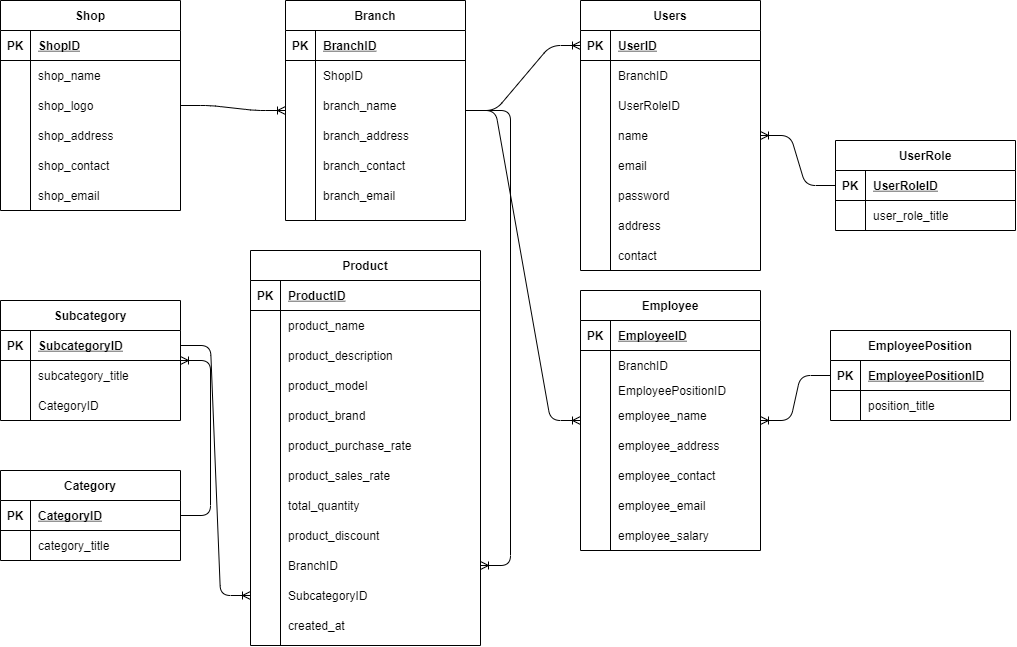 Shop
PK ShopID
shop_name
shop_logo
shop_address
shop_contact
shop_email
Branch
PK BranchID
ShopID
branch_name
branch_address
branch_contact
branch_email
Users
PK UserID
BranchID
UserRoleID
name
email
password
address
contact
UserRole
PK UserRoleID
user_role_title
Product
PK ProductID
product_name
product_description
product_model
product_brand
product_purchase_rate
product_sales_rate
total_quantity
product_discount
BranchID
SubcategoryID
created_at
Subcategory
PK SubcategoryID
subcategory_title
CategoryID
Category
PK CategoryID
category_title
Employee
PK EmployeeID
BranchID
EmployeePositionID
employee_name
employee_address
employee_contact
employee_email
employee_salary
EmployeePosition
PK EmployeePositionID
position_title